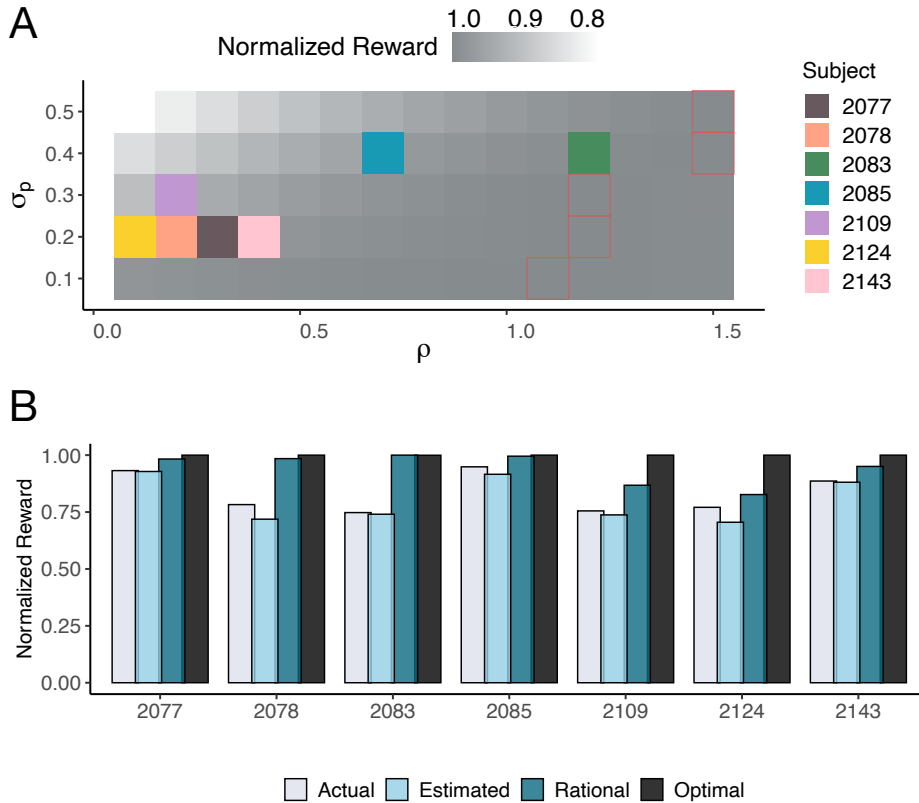 A
1.0 0.9 0.8
Normalized Reward
Subject
2077
2078
2083
2085
2109
2124
2143
0.5
0.4
0.3
0.2
0.1
σp
0.0 0.5 1.0 1.5
ρ
B
1.00
0.75
0.50
0.25
0.00
Normalized Reward
2077 2078 2083 2085 2109 2124 2143
Actual Estimated Rational Optimal